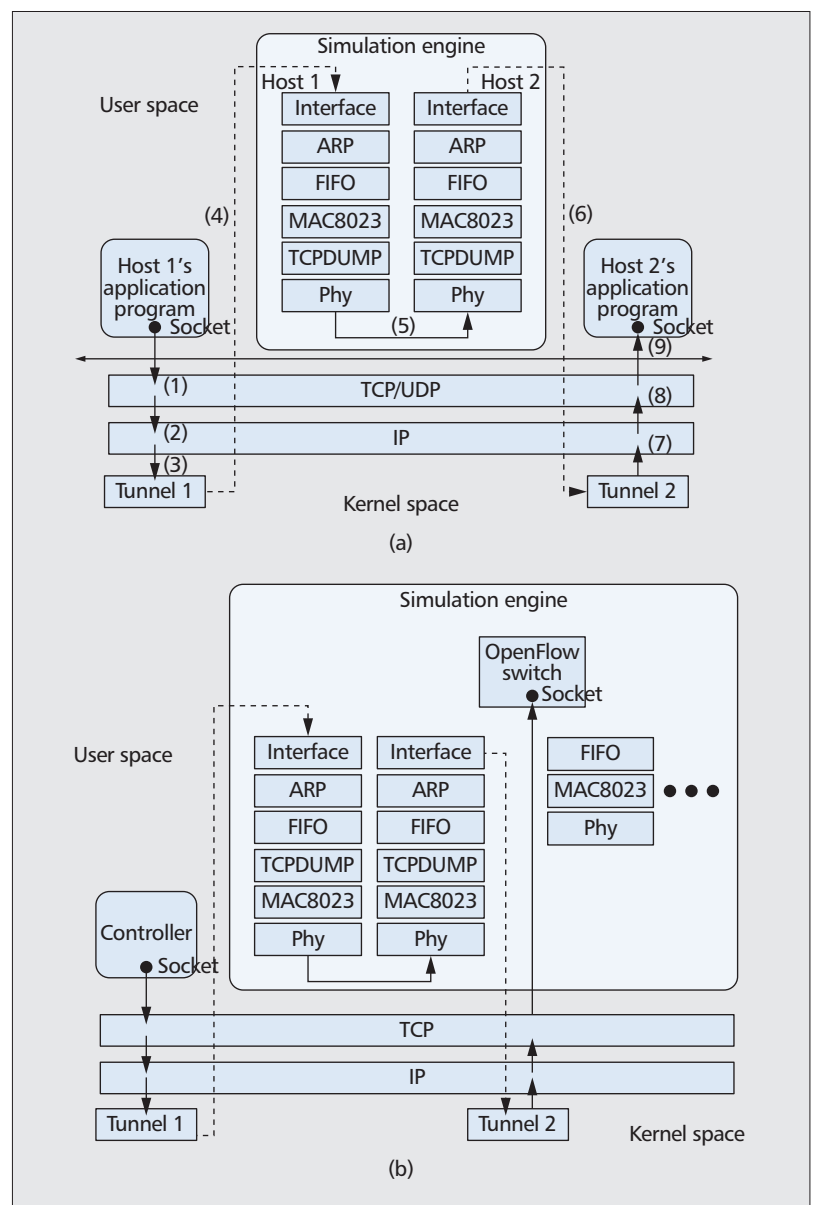 Simulation engine
User space
Host 1
Host 2
Interface
Interface
ARP
ARP
FIFO
FIFO
(4)
MAC8023
MAC8023
(6)
TCPDUMP
TCPDUMP
Host 1's
application
program
Socket
Phy
Phy
(5)
Host 2's
application
program
Socket
(9)
(1)
TCP/UDP
(8)
(2)
IP
(7)
(3)
Tunnel 1
Tunnel 2
Kernel space
(a)
Simulation engine
OpenFlow
switch
Socket
User space
Interface
Interface
FIFO
ARP
ARP
MAC8023
FIFO
FIFO
Phy
TCPDUMP
TCPDUMP
MAC8023
MAC8023
Controller
Phy
Phy
Socket
TCP
IP
Tunnel 1
Tunnel 2
Kernel space
(b)